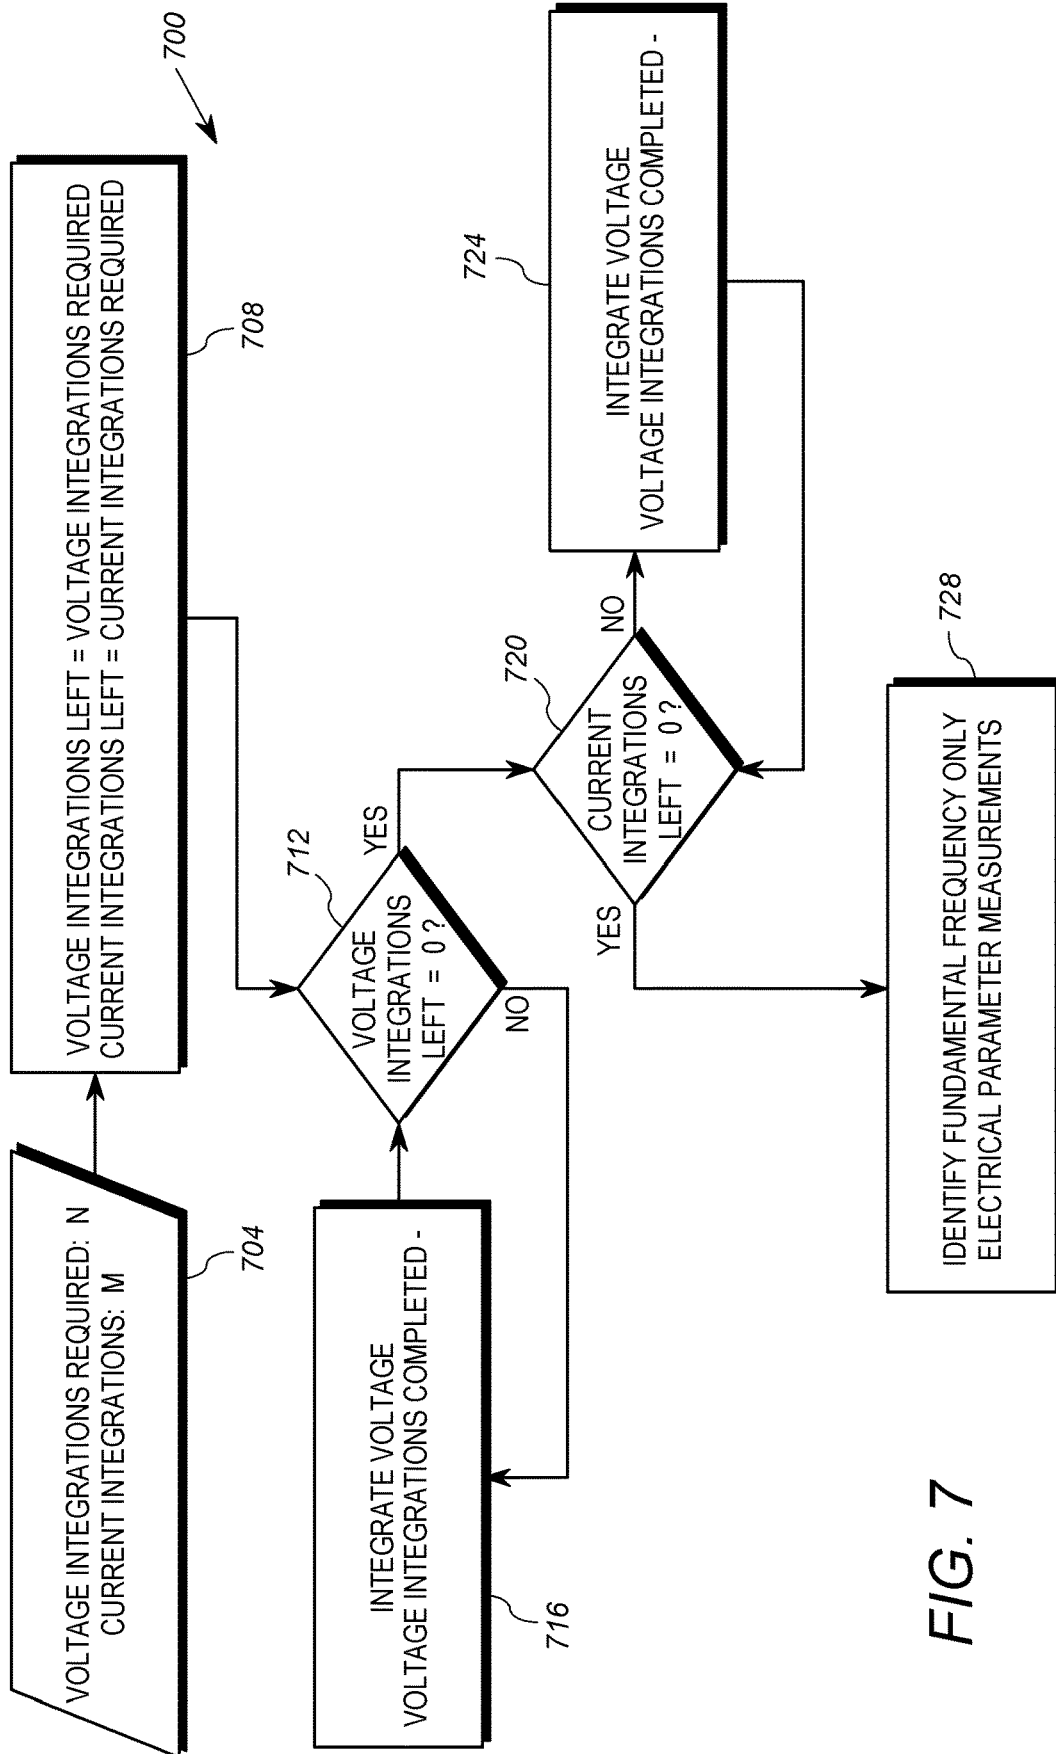 700
VOLTAGE INTEGRATIONS REQUIRED: N
CURRENT INTEGRATIONS: M
704
VOLTAGE INTEGRATIONS LEFT = VOLTAGE INTEGRATIONS REQUIRED
CURRENT INTEGRATIONS LEFT = CURRENT INTEGRATIONS REQUIRED
708
VOLTAGE
INTEGRATIONS
LEFT = 0 ?
712
YES
NO
INTEGRATE VOLTAGE
VOLTAGE INTEGRATIONS COMPLETED -
716
CURRENT
INTEGRATIONS
LEFT = 0 ?
720
YES
NO
INTEGRATE VOLTAGE
VOLTAGE INTEGRATIONS COMPLETED -
724
IDENTIFY FUNDAMENTAL FREQUENCY ONLY
ELECTRICAL PARAMETER MEASUREMENTS
728
FIG. 7